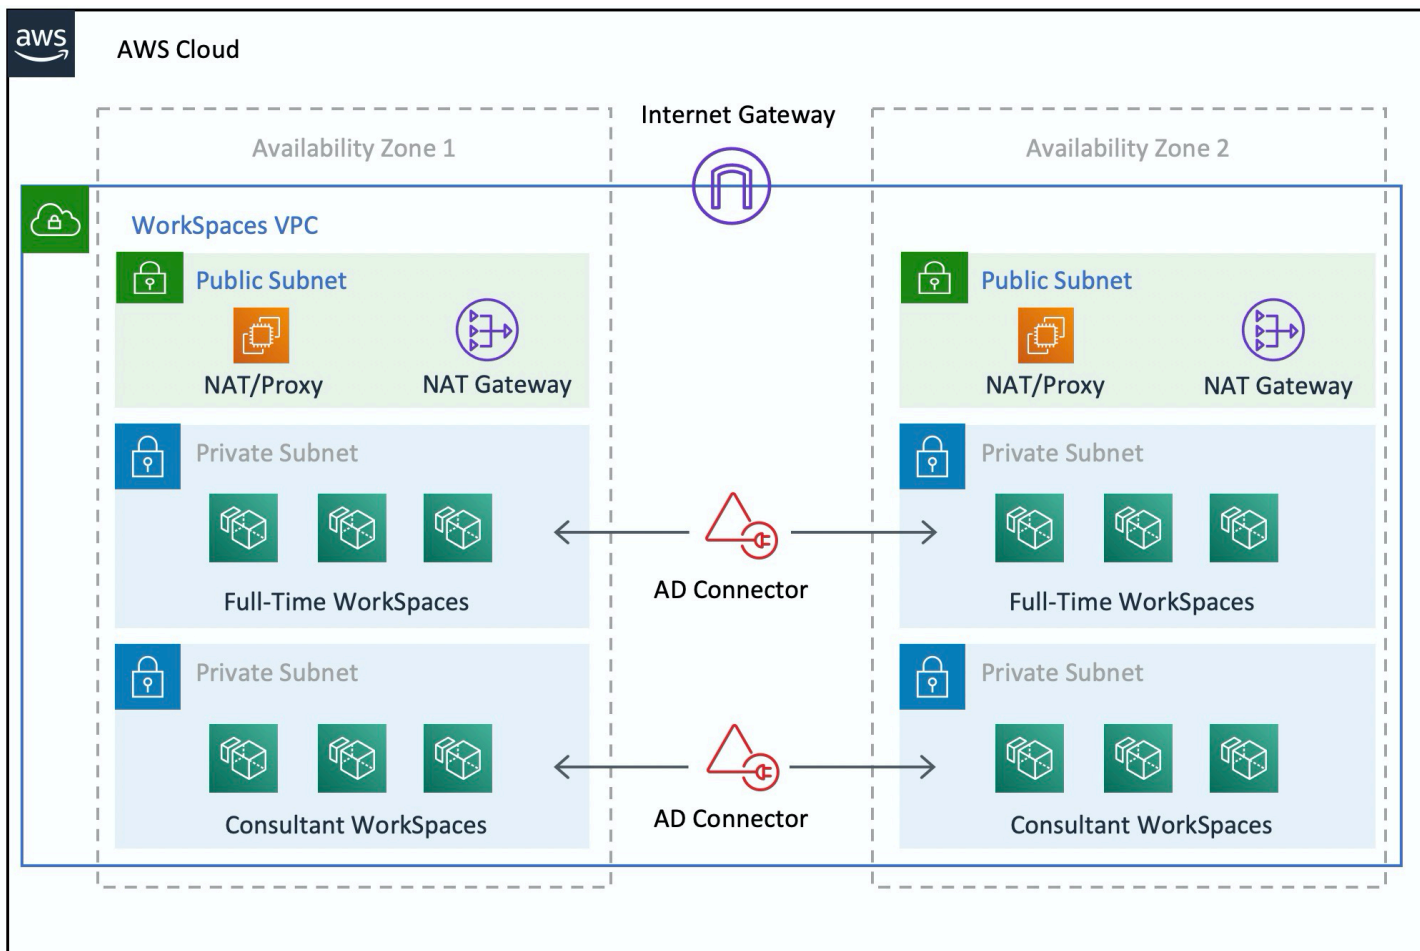 aws
AWS Cloud
Internet Gateway
Availability Zone 1
Availability Zone 2
WorkSpaces VPC
Public Subnet
NAT/Proxy
NAT Gateway
Public Subnet
NAT/Proxy
NAT Gateway
Private Subnet
Full-Time WorkSpaces
AD Connector
Private Subnet
Full-Time WorkSpaces
Private Subnet
Consultant WorkSpaces
AD Connector
Private Subnet
Consultant WorkSpaces